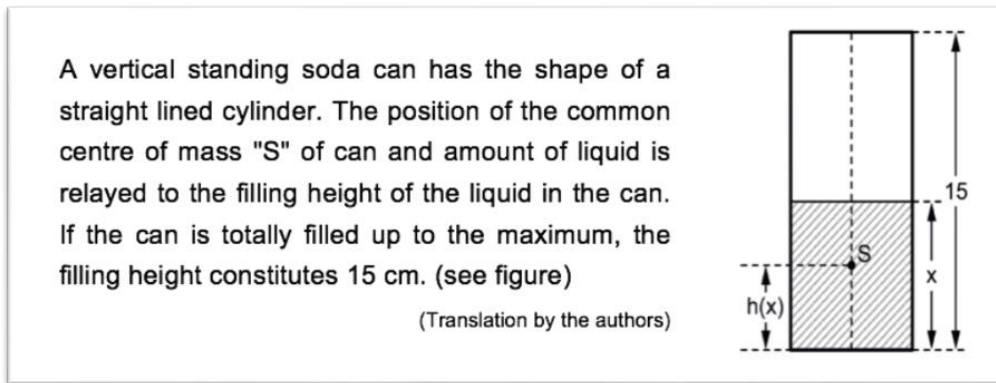 A vertical standing soda can has the shape of a
straight lined cylinder. The position of the common
centre of mass "S" of can and amount of liquid is
relayed to the filling height of the liquid in the can.
If the can is totally filled up to the maximum, the
filling height constitutes 15 cm. (see figure)
(Translation by the authors)
15
S
x
h(x)